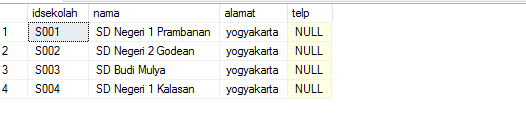 idsekolah nama alamat telp
1 S001 SD Negeri 1 Prambanan yogyakarta NULL
2 S002 SD Negeri 2 Godean yogyakarta NULL
3 S003 SD Budi Mulya yogyakarta NULL
4 S004 SD Negeri 1 Kalasan yogyakarta NULL